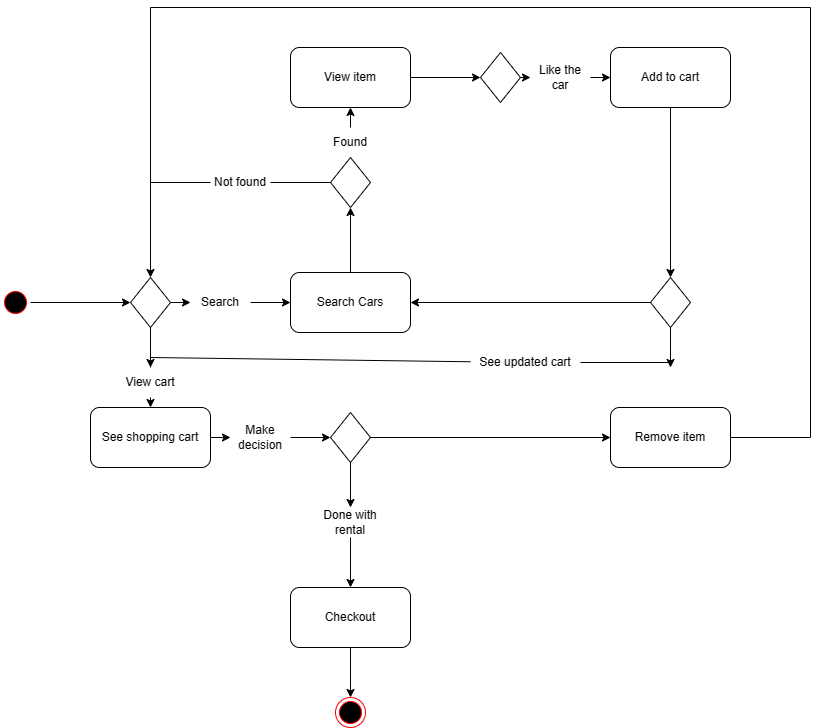 View item
Like the
car
Add to cart
Found
Not found
Search
Search Cars
See updated cart
View cart
See shopping cart
Make
decision
Remove item
Done with
rental
Checkout